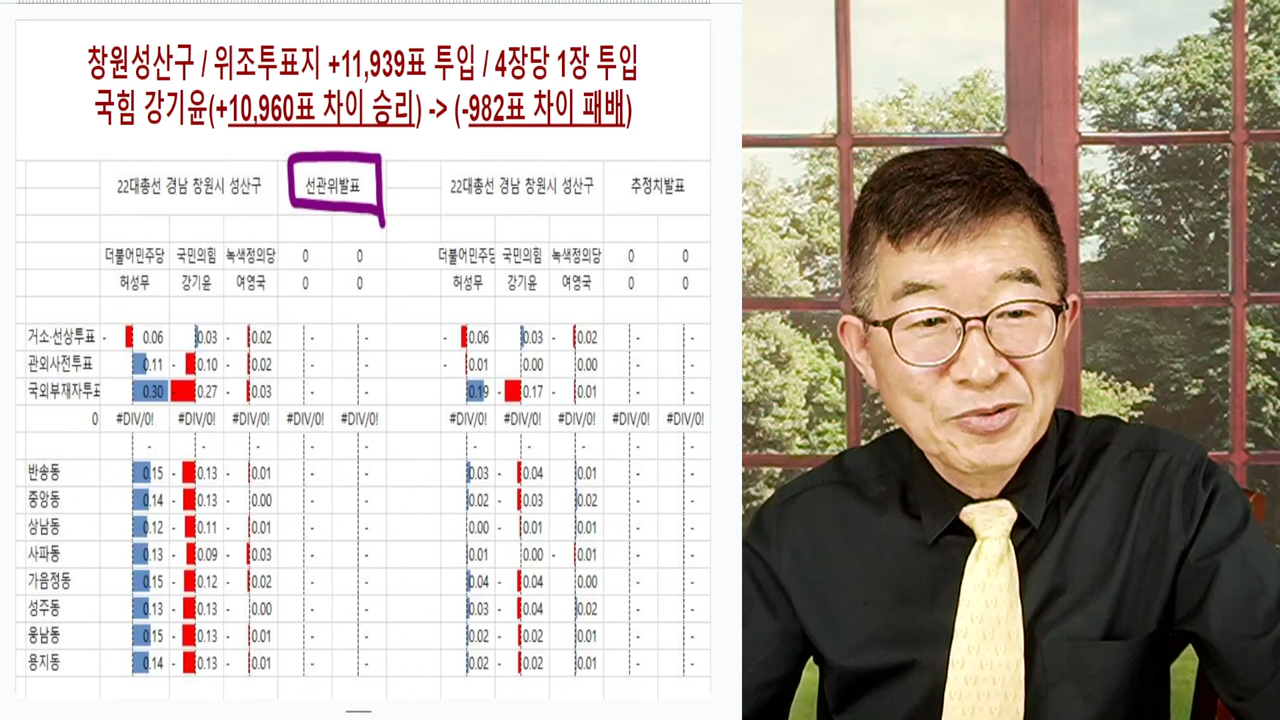 창원성산구 / 위조투표지 +11,939표 투입 / 4장당 1장 투입
국힘 강기윤(+10,960표 차이 승리) -> (-982표 차이 패배)
22대총선 경남 창원시 성산구 선관위발표 22대총선 경남 창원시 성산구 추정치발표
더불어민주당 국민의힘 녹색정의당 0 0 더불어민주당 국민의힘 녹색정의당 0 0
허성무 강기윤 여영국 0 0 허성무 강기윤 여영국 0 0
거소·선상투표 - 0.06 0.03 - 0.02 - - - 0.06 0.03 - 0.02 - -
관외사전투표 0.11 - 0.10 - 0.02 - - - 0.01 0.00 0.00 - -
국외부재자투표 0.30 - 0.27 - 0.03 - - 0.19 - 0.17 - 0.01 - -
0 #DIV/0! #DIV/0! #DIV/0! #DIV/0! #DIV/0! #DIV/0! #DIV/0! #DIV/0! #DIV/0! #DIV/0!
- - - - - -
반송동 0.15 - 0.13 - 0.01 - - 0.03 - 0.04 0.01 - -
중앙동 0.14 - 0.13 - 0.00 - - 0.02 - 0.03 0.02 - -
상남동 0.12 - 0.11 - 0.01 - - 0.00 - 0.01 0.01 - -
사파동 0.13 - 0.09 - 0.03 - - 0.01 0.00 - 0.01 - -
가음정동 0.15 - 0.12 - 0.02 - - 0.04 - 0.04 0.00 - -
성주동 0.13 - 0.13 - 0.00 - - 0.03 - 0.04 0.02 - -
웅남동 0.15 - 0.13 - 0.01 - - 0.02 - 0.02 0.01 - -
용지동 0.14 - 0.13 - 0.01 - - 0.02 - 0.02 0.01 - -